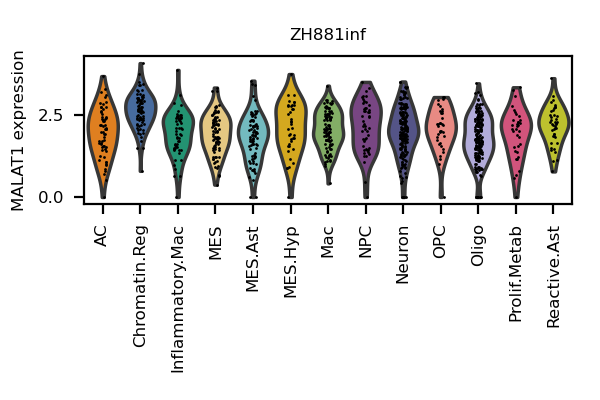 ZH881inf
MALAT1 expression
2.5
0.0
AC
Chromatin.Reg
Inflammatory.Mac
MES
MES.Ast
MES.Hyp
Mac
NPC
Neuron
OPC
Oligo
Prolif.Metab
Reactive.Ast